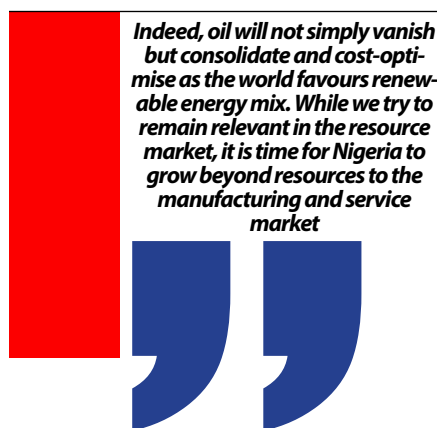 Indeed, oil will not simply vanish
but consolidate and cost-opti-
mise as the world favours renew-
able energy mix. While we try to
remain relevant in the resource
market, it is time for Nigeria to
grow beyond resources to the
manufacturing and service
market